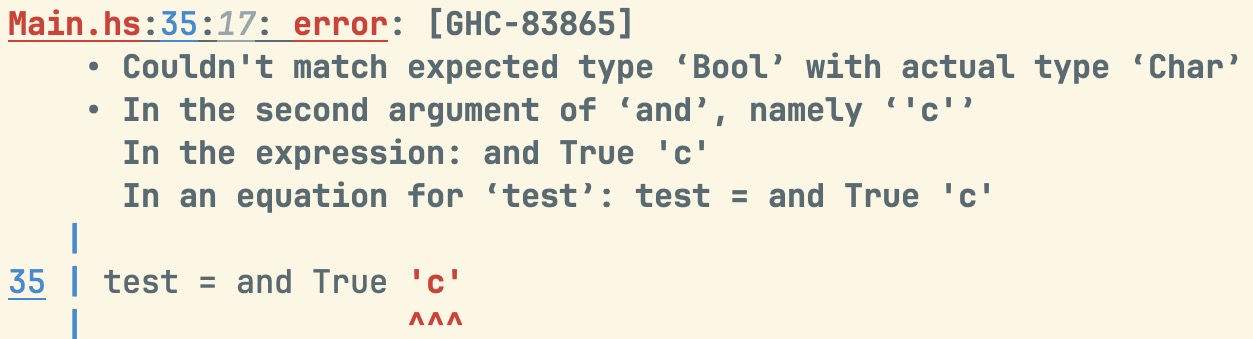 Main.hs:35:17: error: [GHC-83865]
    • Couldn't match expected type ‘Bool’ with actual type ‘Char’
    • In the second argument of ‘and’, namely ‘'c'’
      In the expression: and True 'c'
      In an equation for ‘test’: test = and True 'c'
   |
35 | test = and True 'c'
   |                 ^^^